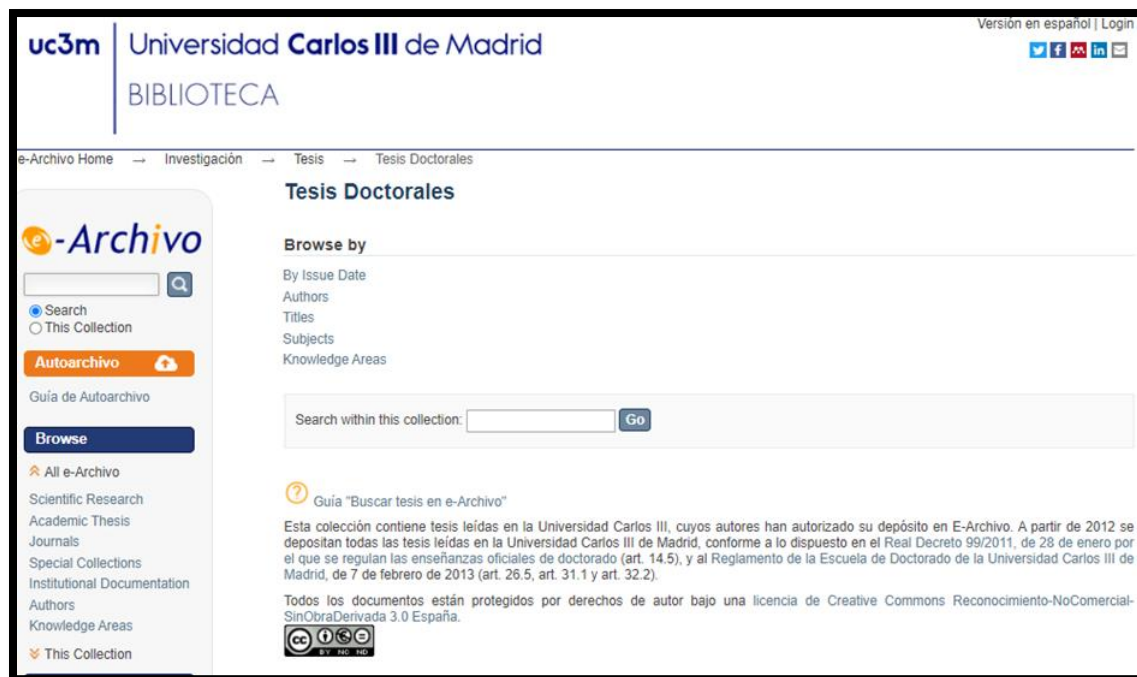 Versión en español | Login
uc3m
Universidad Carlos III de Madrid
BIBLIOTECA
e-Archivo Home → Investigación → Tesis → Tesis Doctorales
e-Archivo
Search
This Collection
Autoarchivo
Guía de Autoarchivo
Browse
All e-Archivo
Scientific Research
Academic Thesis
Journals
Special Collections
Institutional Documentation
Authors
Knowledge Areas
This Collection
Tesis Doctorales
Browse by
By Issue Date
Authors
Titles
Subjects
Knowledge Areas
Search within this collection: Go
Guía "Buscar tesis en e-Archivo"
Esta colección contiene tesis leídas en la Universidad Carlos III, cuyos autores han autorizado su depósito en E-Archivo. A partir de 2012 se
depositan todas las tesis leídas en la Universidad Carlos III de Madrid, conforme a lo dispuesto en el Real Decreto 99/2011, de 28 de enero por
el que se regulan las enseñanzas oficiales de doctorado (art. 14.5), y al Reglamento de la Escuela de Doctorado de la Universidad Carlos III de
Madrid, de 7 de febrero de 2013 (art. 26.5, art. 31.1 y art. 32.2).
Todos los documentos están protegidos por derechos de autor bajo una licencia de Creative Commons Reconocimiento-NoComercial-
SinObraDerivada 3.0 España.
cc
BY NC ND